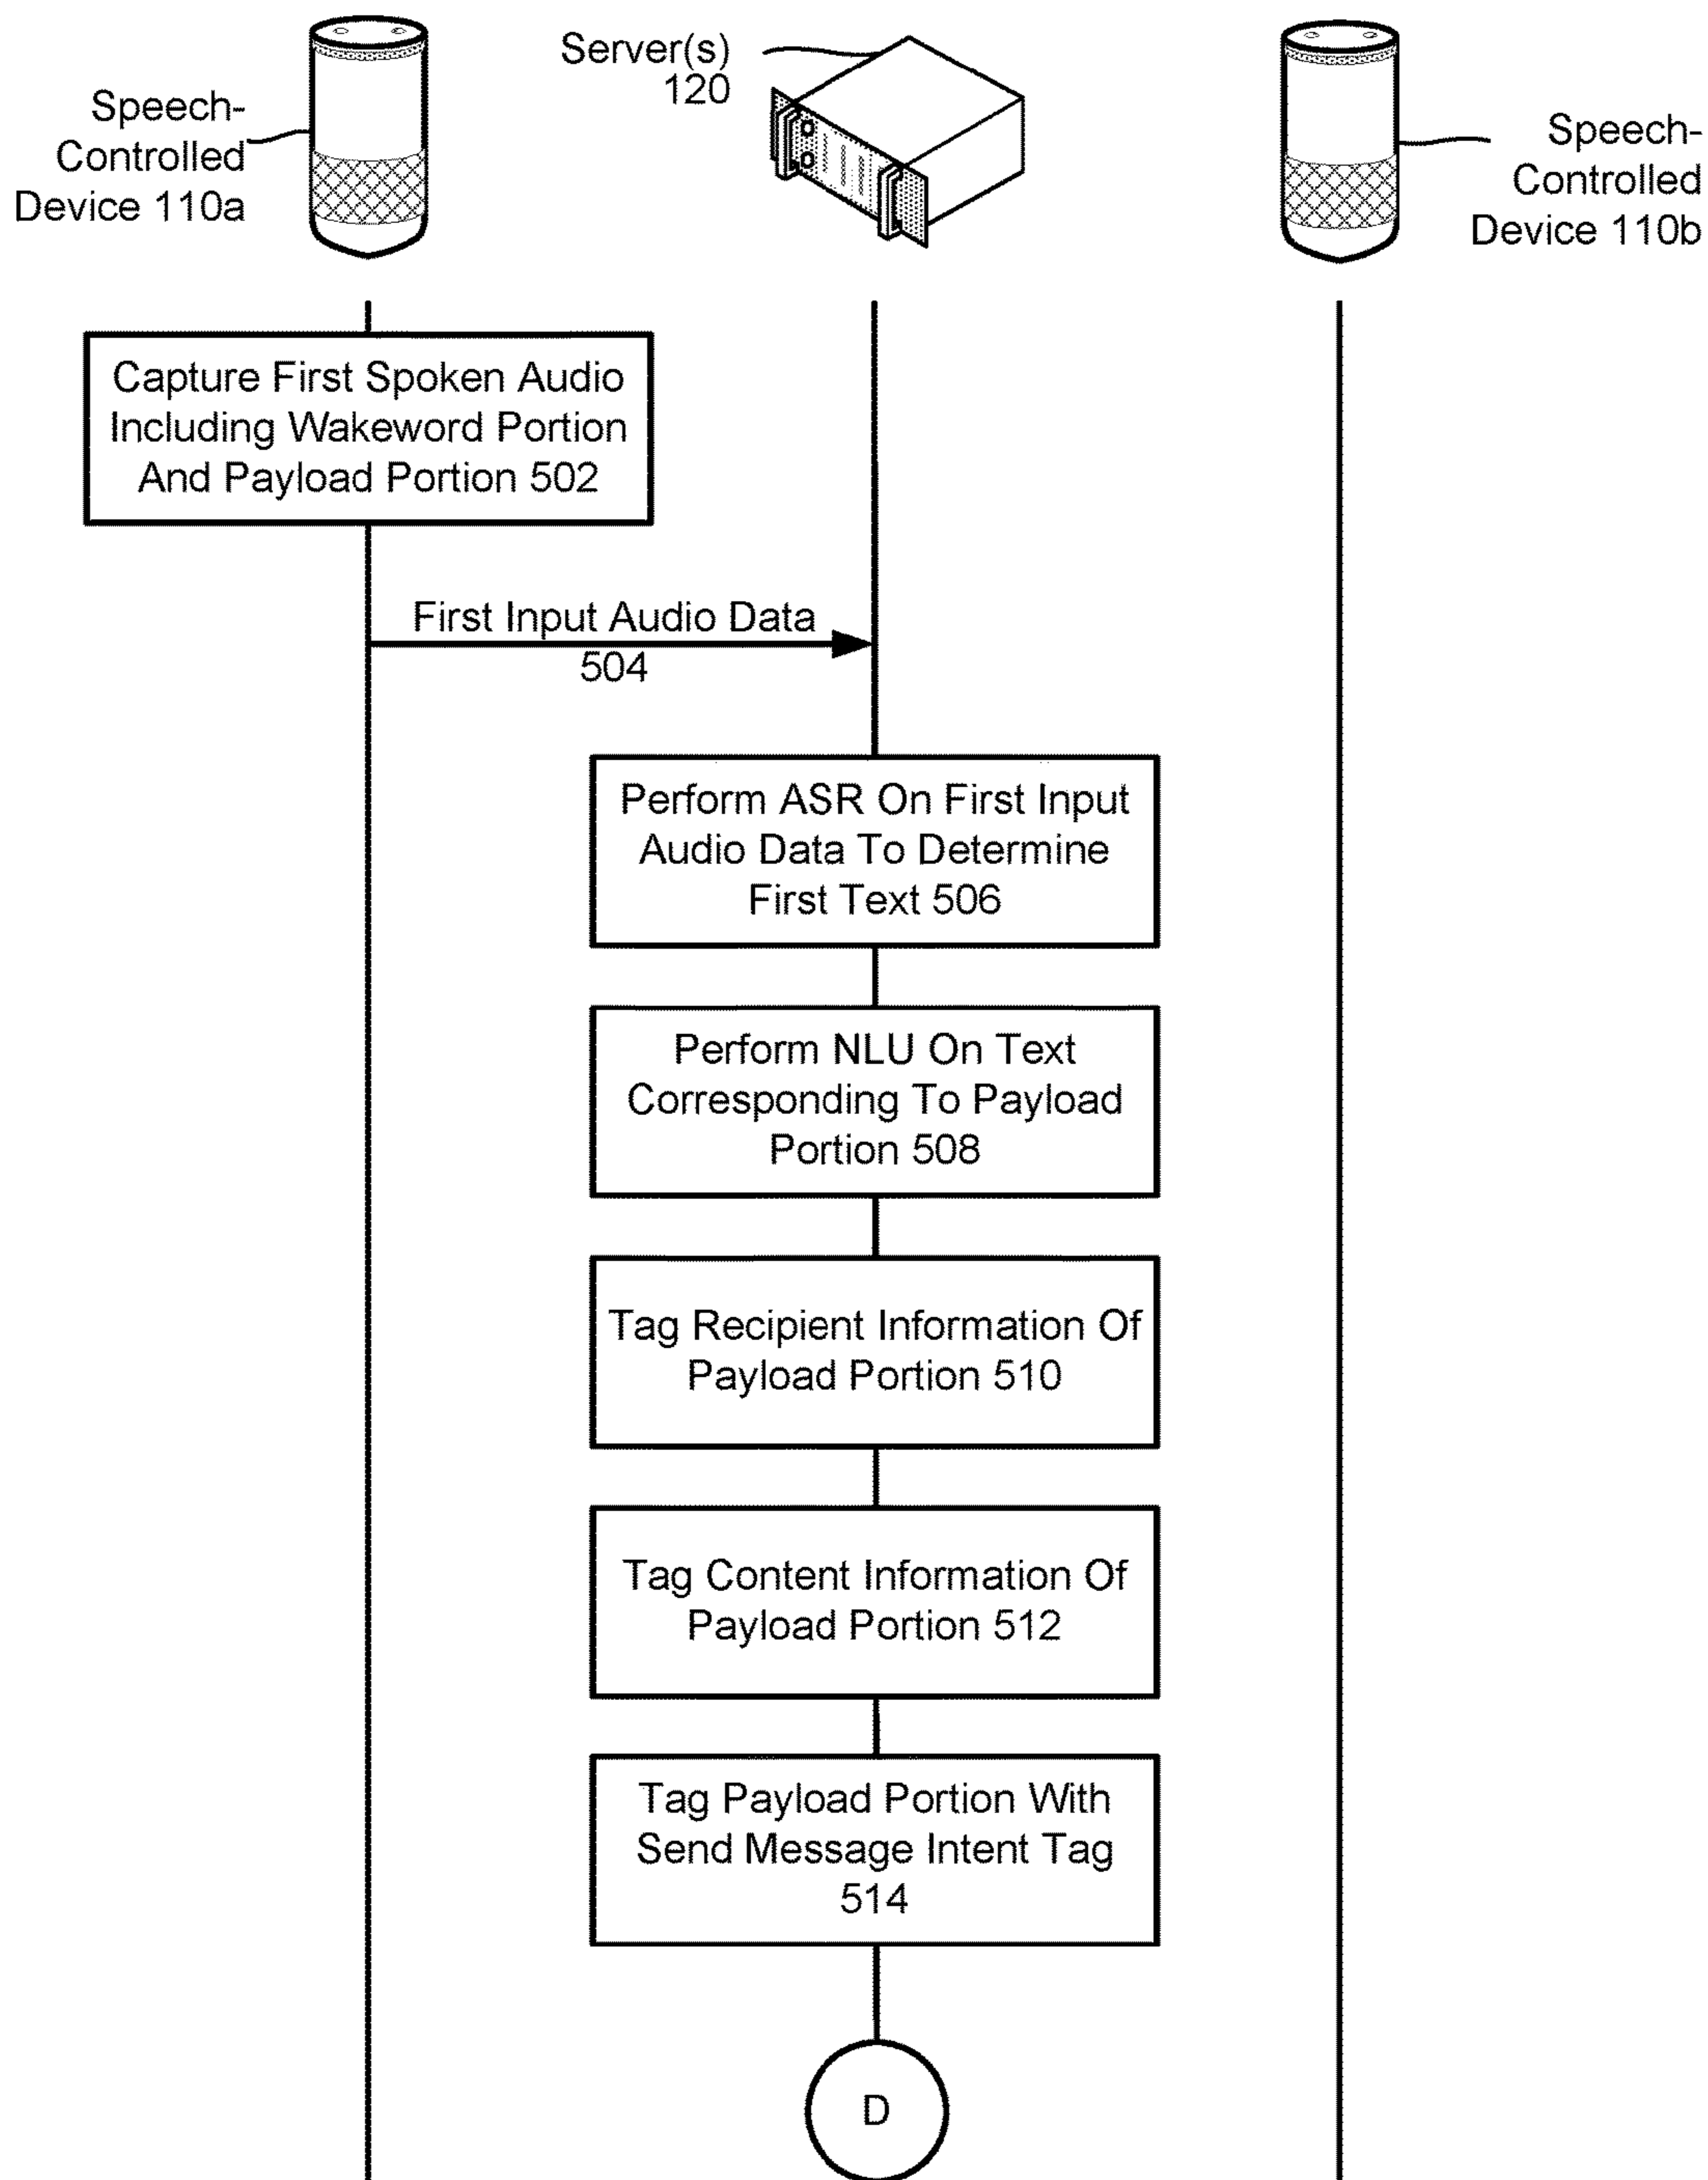 Speech-
Controlled
Device 110a
Server(s)
120
Speech-
Controlled
Device 110b
Capture First Spoken Audio
Including Wakeword Portion
And Payload Portion 502
First Input Audio Data
504
Perform ASR On First Input
Audio Data To Determine
First Text 506
Perform NLU On Text
Corresponding To Payload
Portion 508
Tag Recipient Information Of
Payload Portion 510
Tag Content Information Of
Payload Portion 512
Tag Payload Portion With
Send Message Intent Tag
514
D